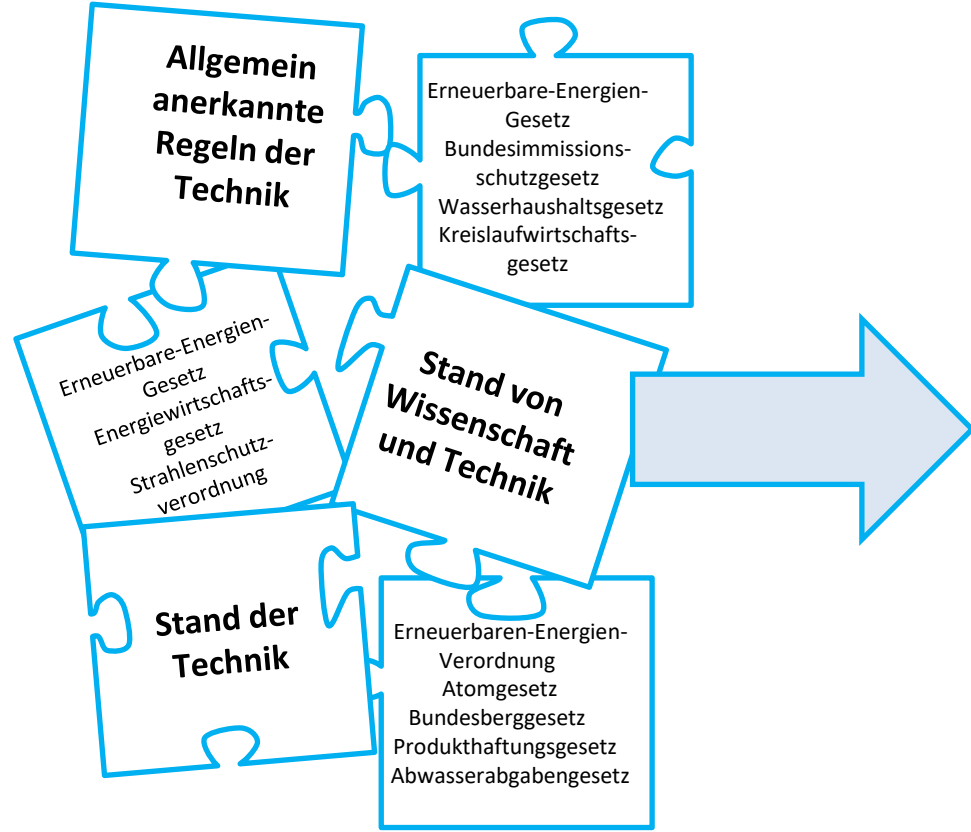 Allgemein
anerkannte
Regeln der
Technik
Erneuerbare-Energien-
Gesetz
Bundesimmissions-
schutzgesetz
Wasserhaushaltsgesetz
Kreislaufwirtschafts-
gesetz
Erneuerbare-Energien-
Gesetz
Energiewirtschafts-
gesetz
Strahlenschutz-
verordnung
Stand von
Wissenschaft
und Technik
Stand der
Technik
Erneuerbaren-Energien-
Verordnung
Atomgesetz
Bundesberggesetz
Produkthaftungsgesetz
Abwasserabgabengesetz